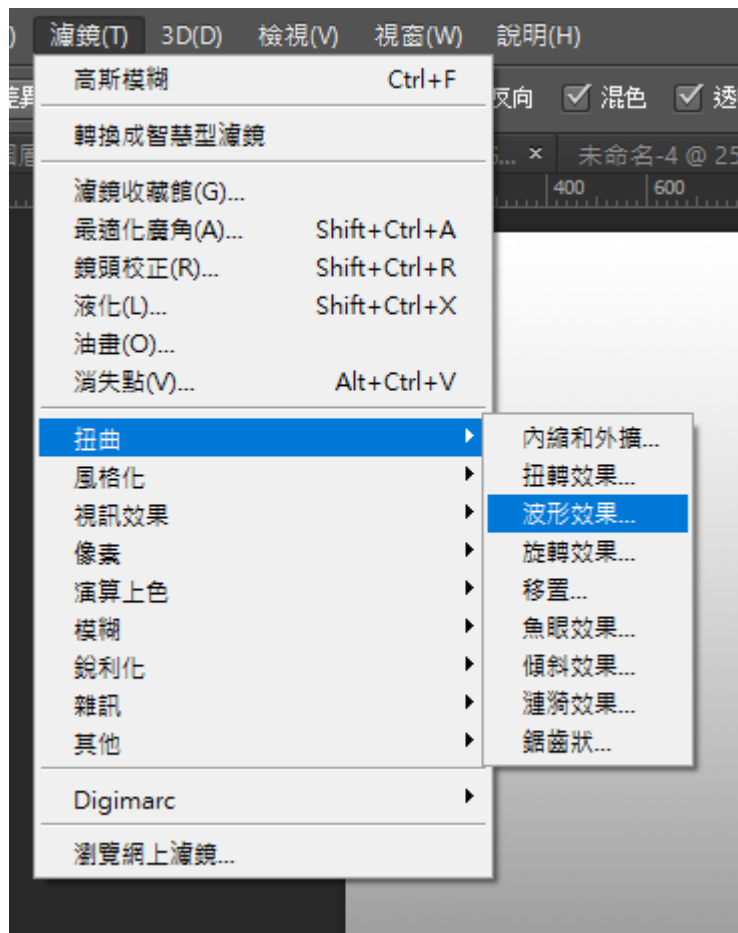 ) 濾鏡(T) 3D(D) 檢視(V) 視窗(W) 說明(H)
反向 混色
... × 未命名-4 @ 25
400 600
高斯模糊 Ctrl+F
轉換成智慧型濾鏡
濾鏡收藏館(G)...
最適化廣角(A)... Shift+Ctrl+A
鏡頭校正(R)... Shift+Ctrl+R
液化(L)... Shift+Ctrl+X
油畫(O)...
消失點(V)... Alt+Ctrl+V
扭曲
風格化
視訊效果
像素
演算上色
模糊
銳利化
雜訊
其他
Digimarc
瀏覽網上濾鏡...
內縮和外擴...
扭轉效果...
波形效果...
旋轉效果...
移置...
魚眼效果...
傾斜效果...
漣漪效果...
鋸齒狀...